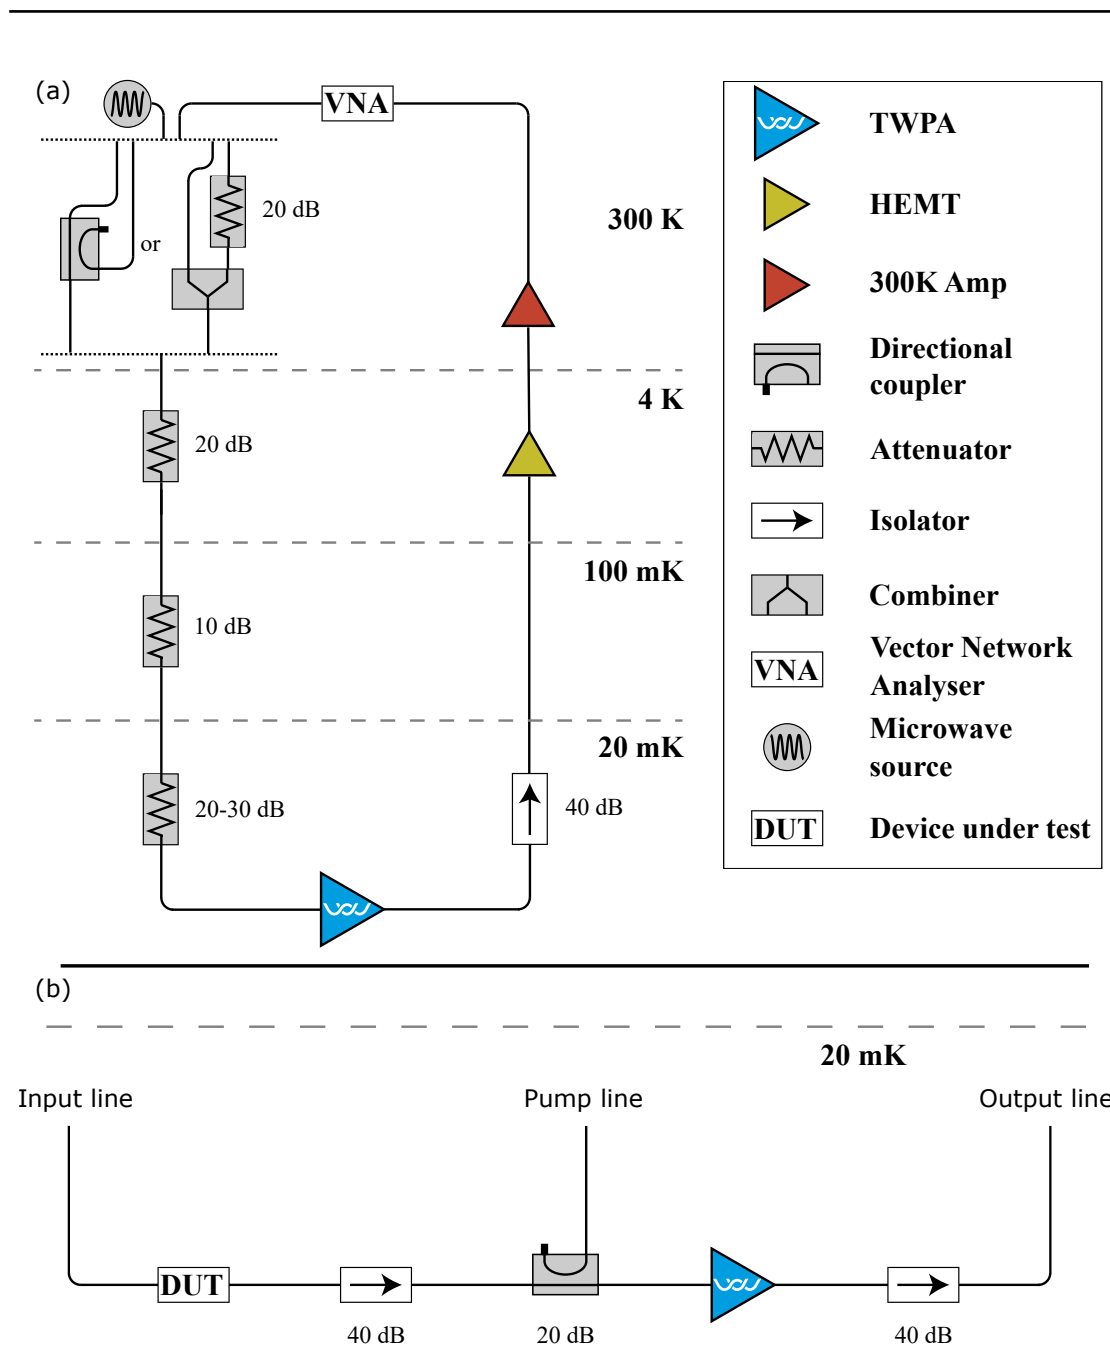 (a)
VNA
20 dB
or
300 K
4 K
20 dB
100 mK
10 dB
20 mK
20-30 dB
40 dB
TWPA
HEMT
300K Amp
Directional
coupler
Attenuator
Isolator
Combiner
VNA
Vector Network
Analyser
Microwave
source
DUT
Device under test
(b)
20 mK
Input line
Pump line
Output line
DUT
40 dB
20 dB
40 dB